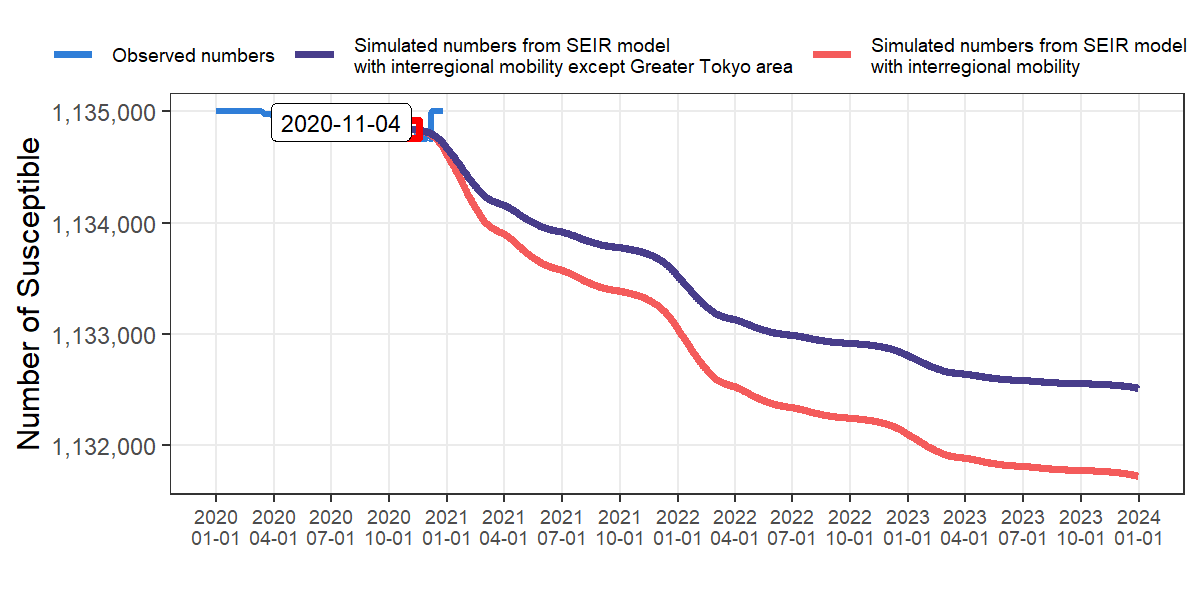 Observed numbers
Simulated numbers from SEIR model
with interregional mobility except Greater Tokyo area
Simulated numbers from SEIR model
with interregional mobility
Number of Susceptible
1,135,000
1,134,000
1,133,000
1,132,000
2020-11-04
2020 2020 2020 2020 2021 2021 2021 2021 2022 2022 2022 2022 2023 2023 2023 2023 2024
01-01 04-01 07-01 10-01 01-01 04-01 07-01 10-01 01-01 04-01 07-01 10-01 01-01 04-01 07-01 10-01 01-01